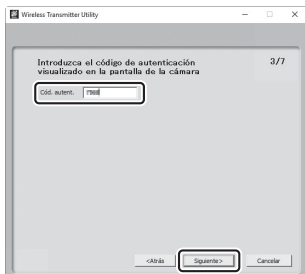 Wireless Transmitter Utility
Introduzca el código de autenticación
visualizado en la pantalla de la cámara
3/7
Cód. autent.
<Atrás
Siguiente>
Cancelar